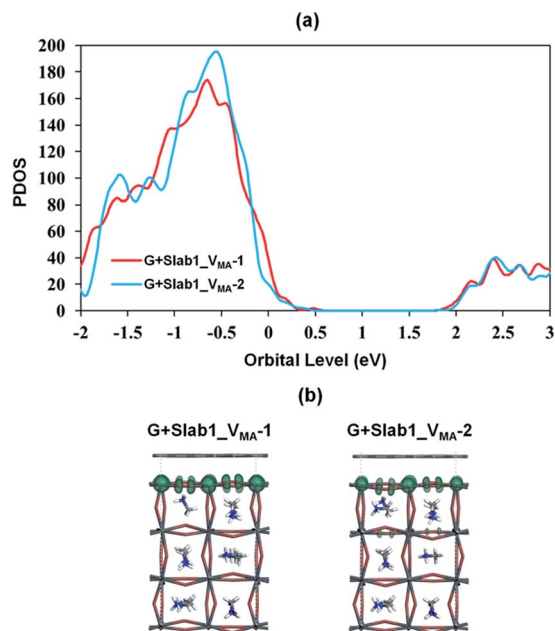 (a)
200
180
160
140
120
100
80
60
40
20
0
PDOS
G+Slab1_VMA-1
G+Slab1_VMA-2
-2 -1.5 -1 -0.5 0 0.5 1 1.5 2 2.5 3
Orbital Level (eV)
(b)
G+Slab1_VMA-1 G+Slab1_VMA-2